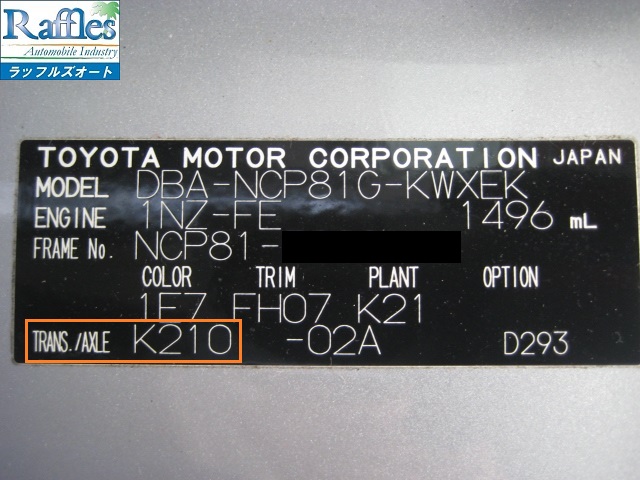 Raffles
Automobile Industry
ラッフルズオート
TOYOTA MOTOR CORPORATION JAPAN
MODEL DBA-NCP81G-KWXEK
ENGINE 1NZ-FE 1496 mL
FRAME No. NCP81-
COLOR TRIM PLANT OPTION
1E7 FH07 K21
TRANS./AXLE K210 -02A D293